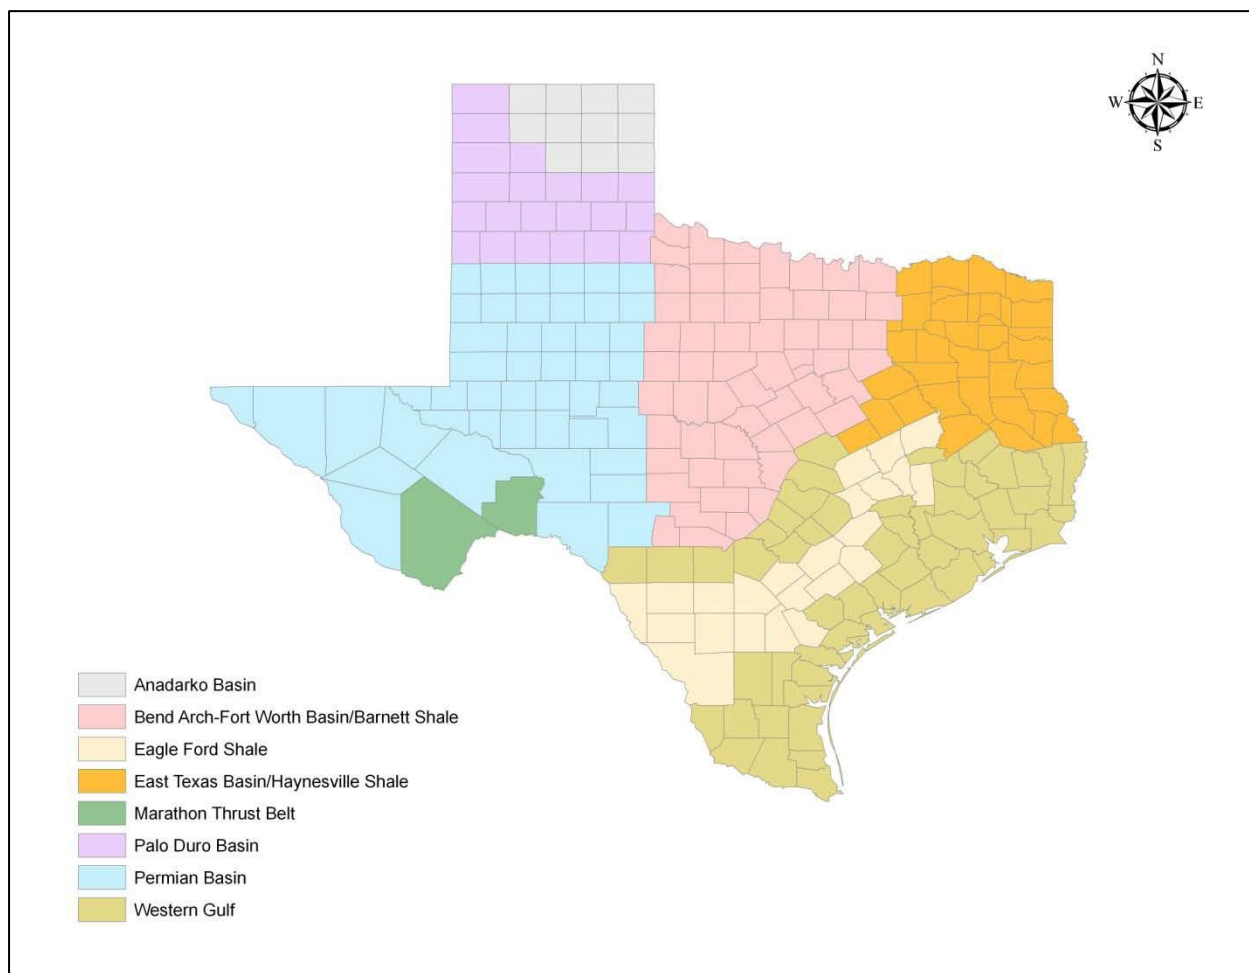 N
W E
S
Anadarko Basin
Bend Arch-Fort Worth Basin/Barnett Shale
Eagle Ford Shale
East Texas Basin/Haynesville Shale
Marathon Thrust Belt
Palo Duro Basin
Permian Basin
Western Gulf